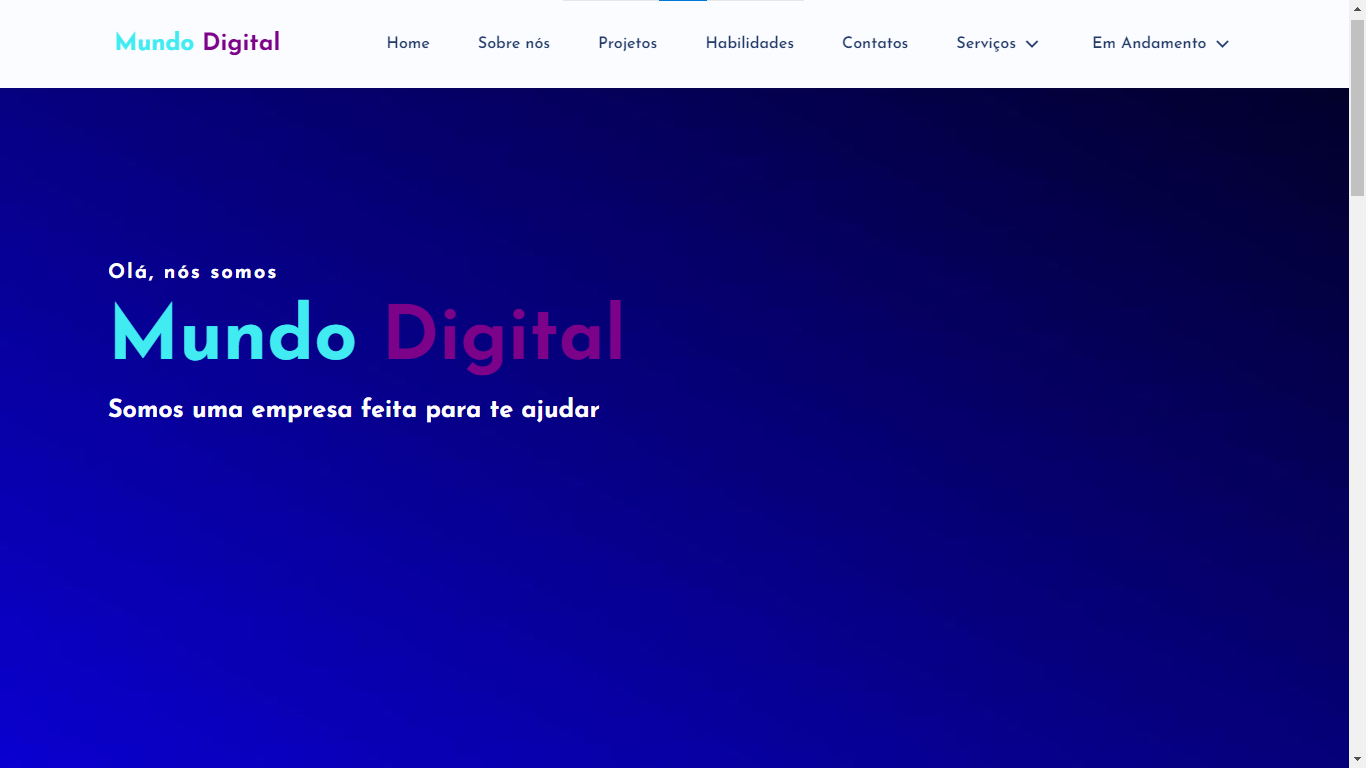 Mundo Digital
Home Sobre nós Projetos Habilidades Contatos Serviços Em Andamento
Olá, nós somos
Mundo Digital
Somos uma empresa feita para te ajudar